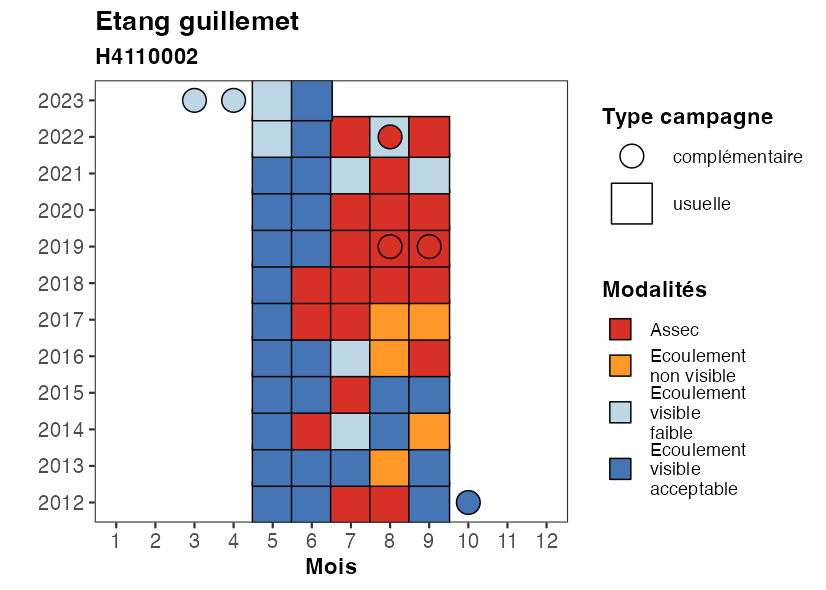 Etang guillemet
H4110002
2023
2022
2021
2020
2019
2018
2017
2016
2015
2014
2013
2012
1 2 3 4 5 6 7 8 9 10 11 12
Mois
Type campagne
complémentaire
usuelle
Modalités
Assec
Ecoulement
non visible
Ecoulement
visible
faible
Ecoulement
visible
acceptable